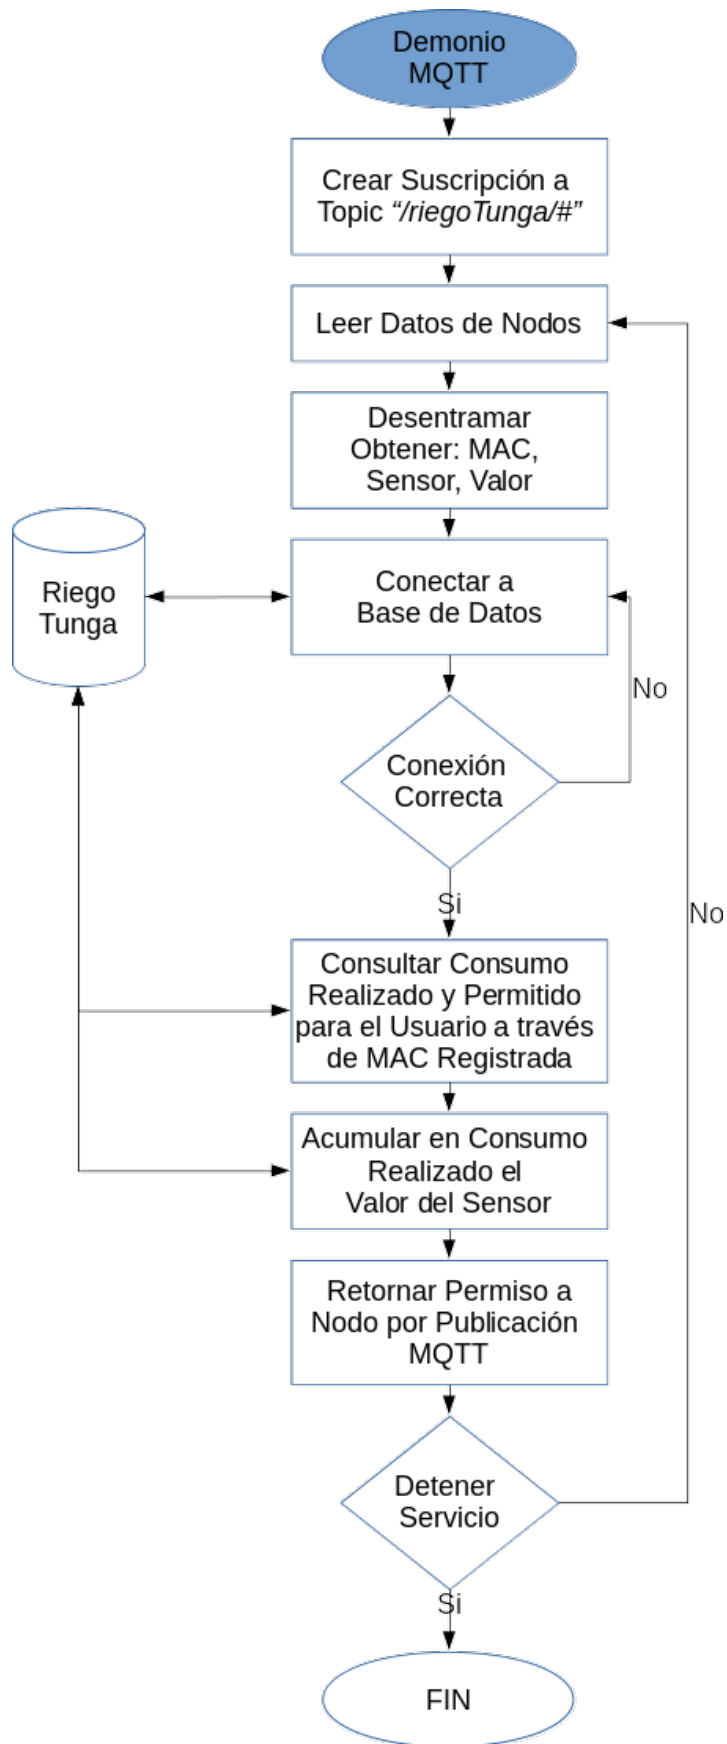 Demonio
MQTT
Crear Suscripción a
Topic “/riegoTunga/#”
Leer Datos de Nodos
Desentramar
Obtener: MAC,
Sensor, Valor
Riego
Tunga
Conectar a
Base de Datos
No
Conexión
Correcta
Si
No
Consultar Consumo
Realizado y Permitido
para el Usuario a través
de MAC Registrada
Acumular en Consumo
Realizado el
Valor del Sensor
Retornar Permiso a
Nodo por Publicación
MQTT
Detener
Servicio
Si
FIN